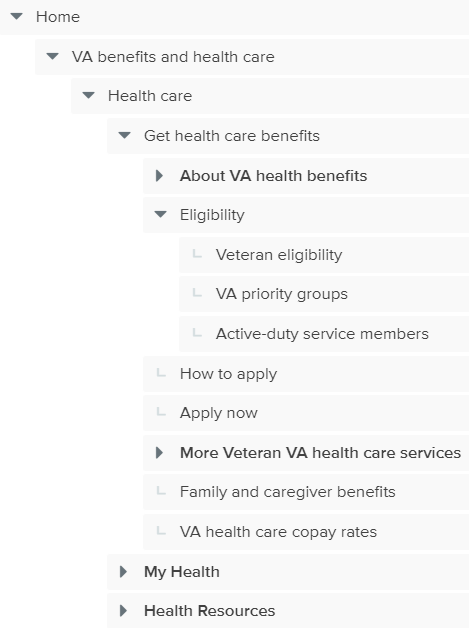 Home
VA benefits and health care
Health care
Get health care benefits
About VA health benefits
Eligibility
Veteran eligibility
VA priority groups
Active-duty service members
How to apply
Apply now
More Veteran VA health care services
Family and caregiver benefits
VA health care copay rates
My Health
Health Resources